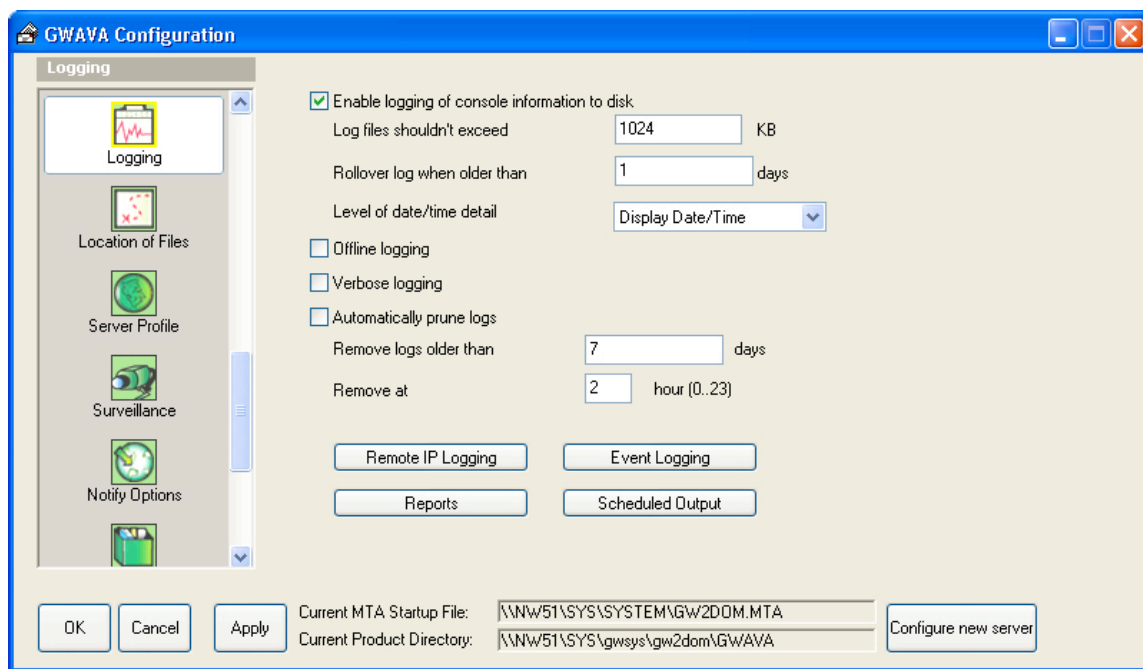 GWAVA Configuration
Logging
Logging
Location of Files
Server Profile
Surveillance
Notify Options
Enable logging of console information to disk
Log files shouldn't exceed 1024 KB
Rollover log when older than 1 days
Level of date/time detail Display Date/Time
Offline logging
Verbose logging
Automatically prune logs
Remove logs older than 7 days
Remove at 2 hour (0..23)
Remote IP Logging Event Logging
Reports Scheduled Output
OK Cancel Apply
Current MTA Startup File: \\NW51\SYS\SYSTEM\GW2DOM.MTA
Current Product Directory: \\NW51\SYS\gwsys\gw2dom\GWAVA
Configure new server